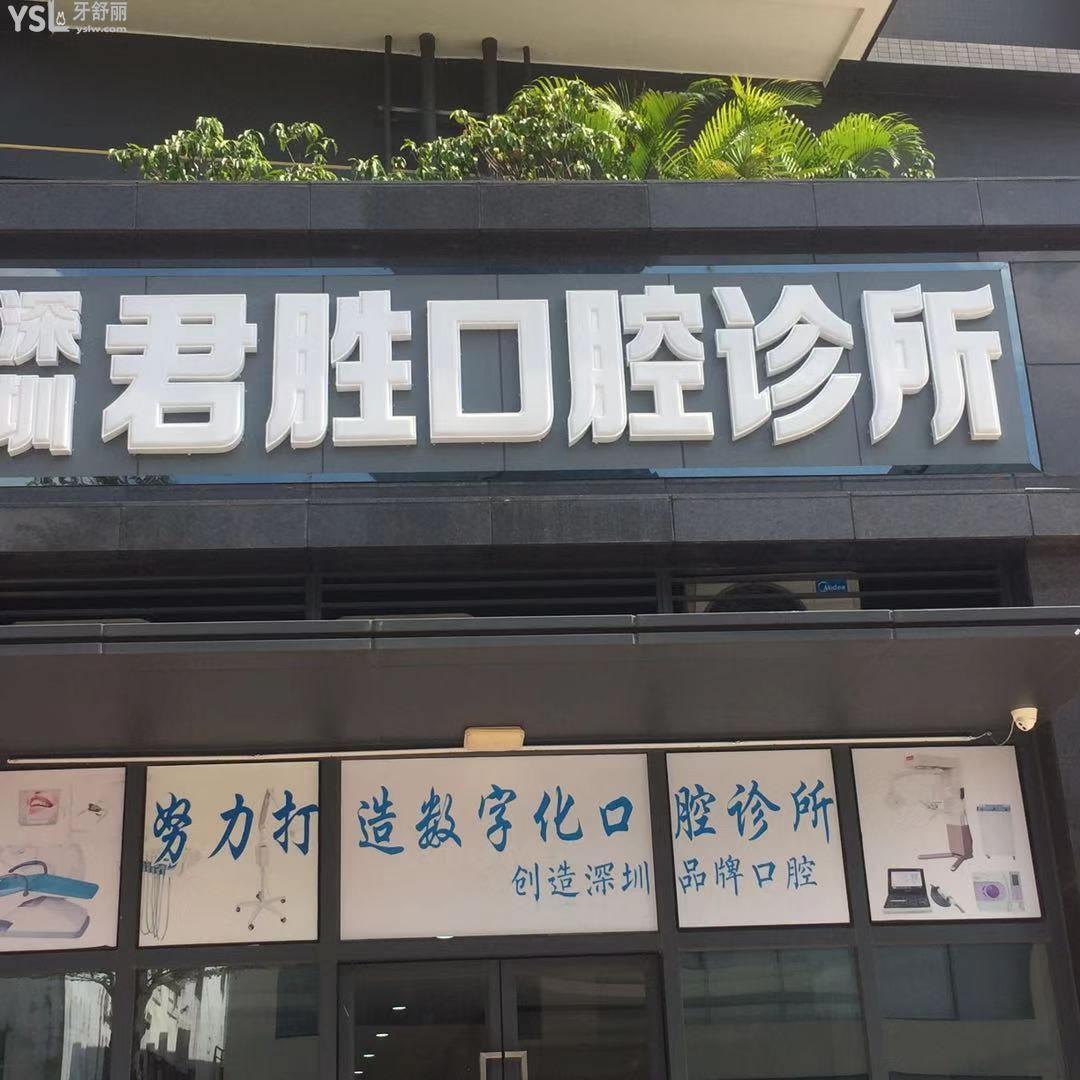 YSL 牙舒丽
yslw.com
深圳 君胜口腔诊所
Midea
努力打造数字化口腔诊所
创造深圳品牌口腔